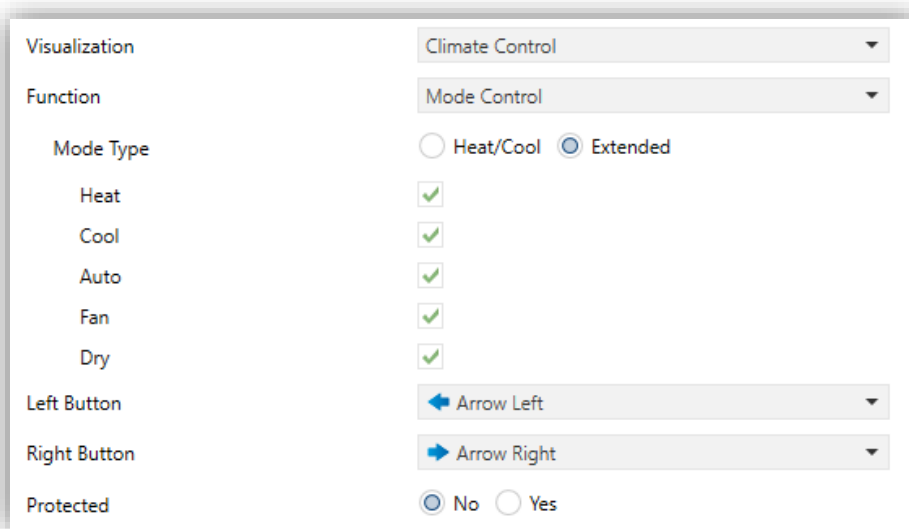 Visualization Climate Control
Function Mode Control
Mode Type Heat/Cool Extended
Heat
Cool
Auto
Fan
Dry
Left Button Arrow Left
Right Button Arrow Right
Protected No Yes